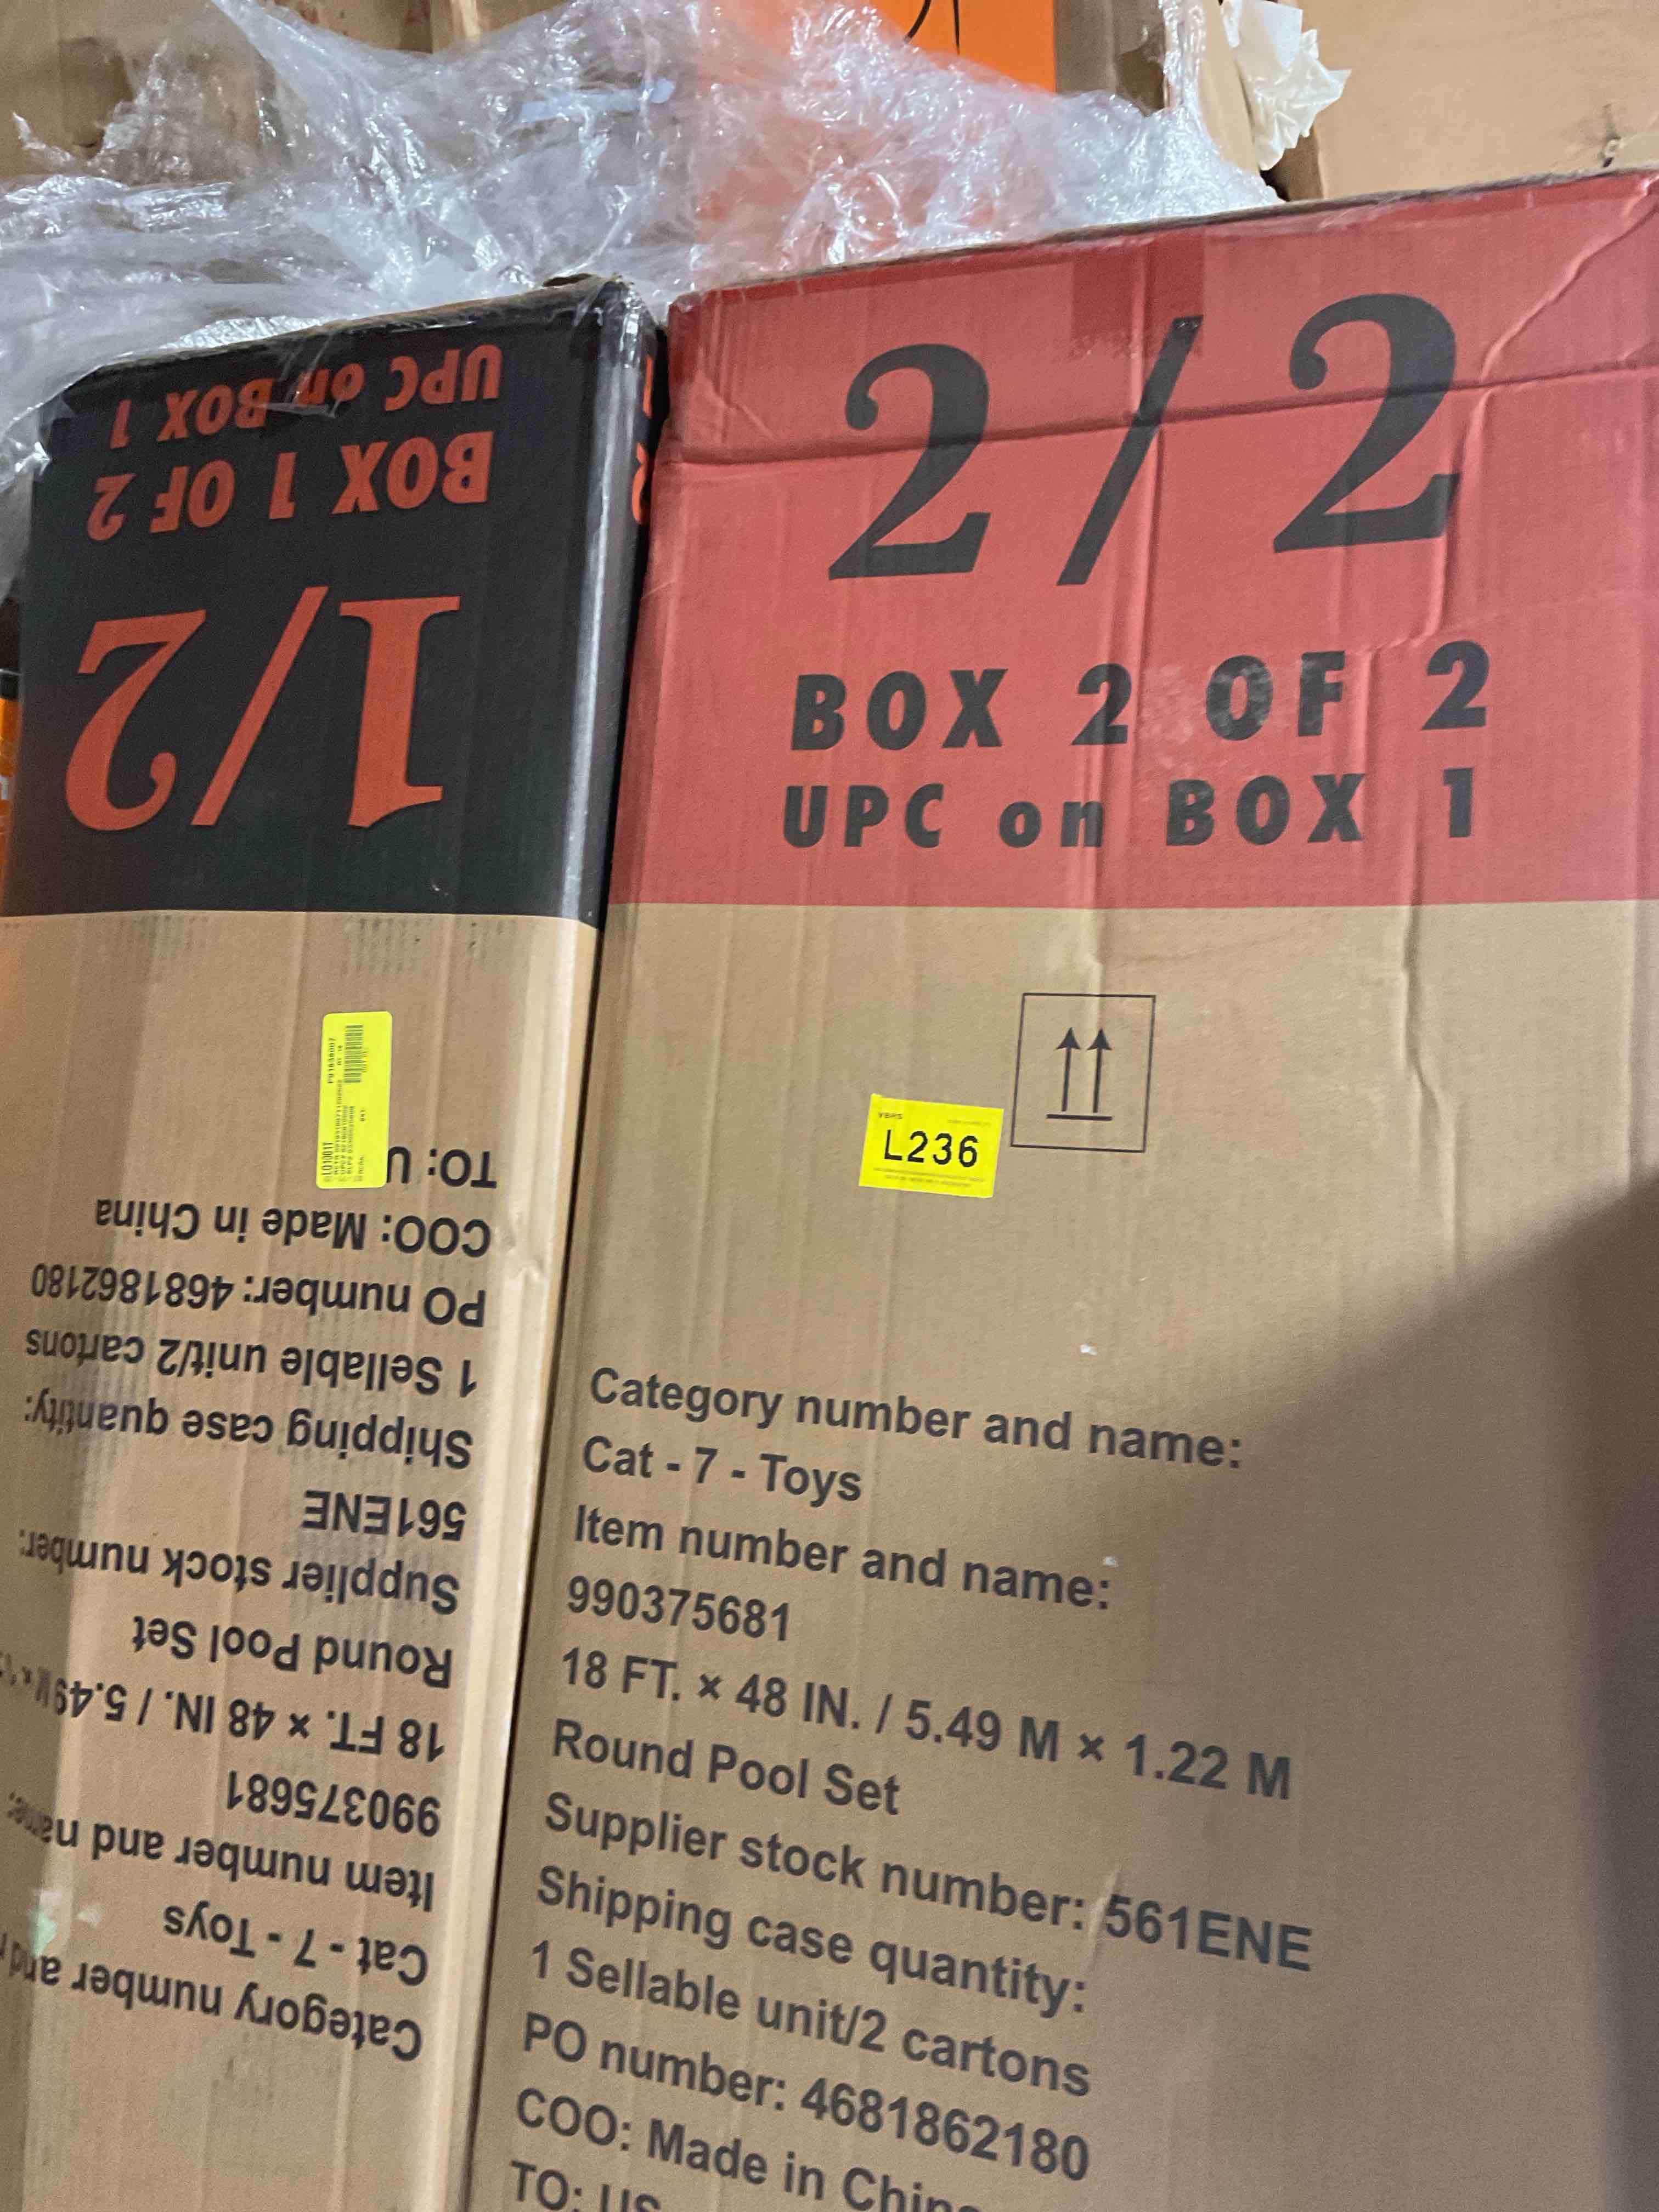 UPC on BOX 1
BOX 1 OF 2
1/2
TO: U
COO: Made in China
PO number: 4681862180
1 Sellable unit/2 cartons
Shipping case quantity:
561ENE
Supplier stock number:
Round Pool Set
18 FT. × 48 IN. / 5.49
990375681
Item number and name:
Cat - 7 - Toys
Category number and
2/2
BOX 2 OF 2
UPC on BOX 1
L236
Category number and name:
Cat - 7 - Toys
Item number and name:
990375681
18 FT. × 48 IN. / 5.49 M × 1.22 M
Round Pool Set
Supplier stock number: 561ENE
Shipping case quantity:
1 Sellable unit/2 cartons
PO number: 4681862180
COO: Made in Chin
TO: US